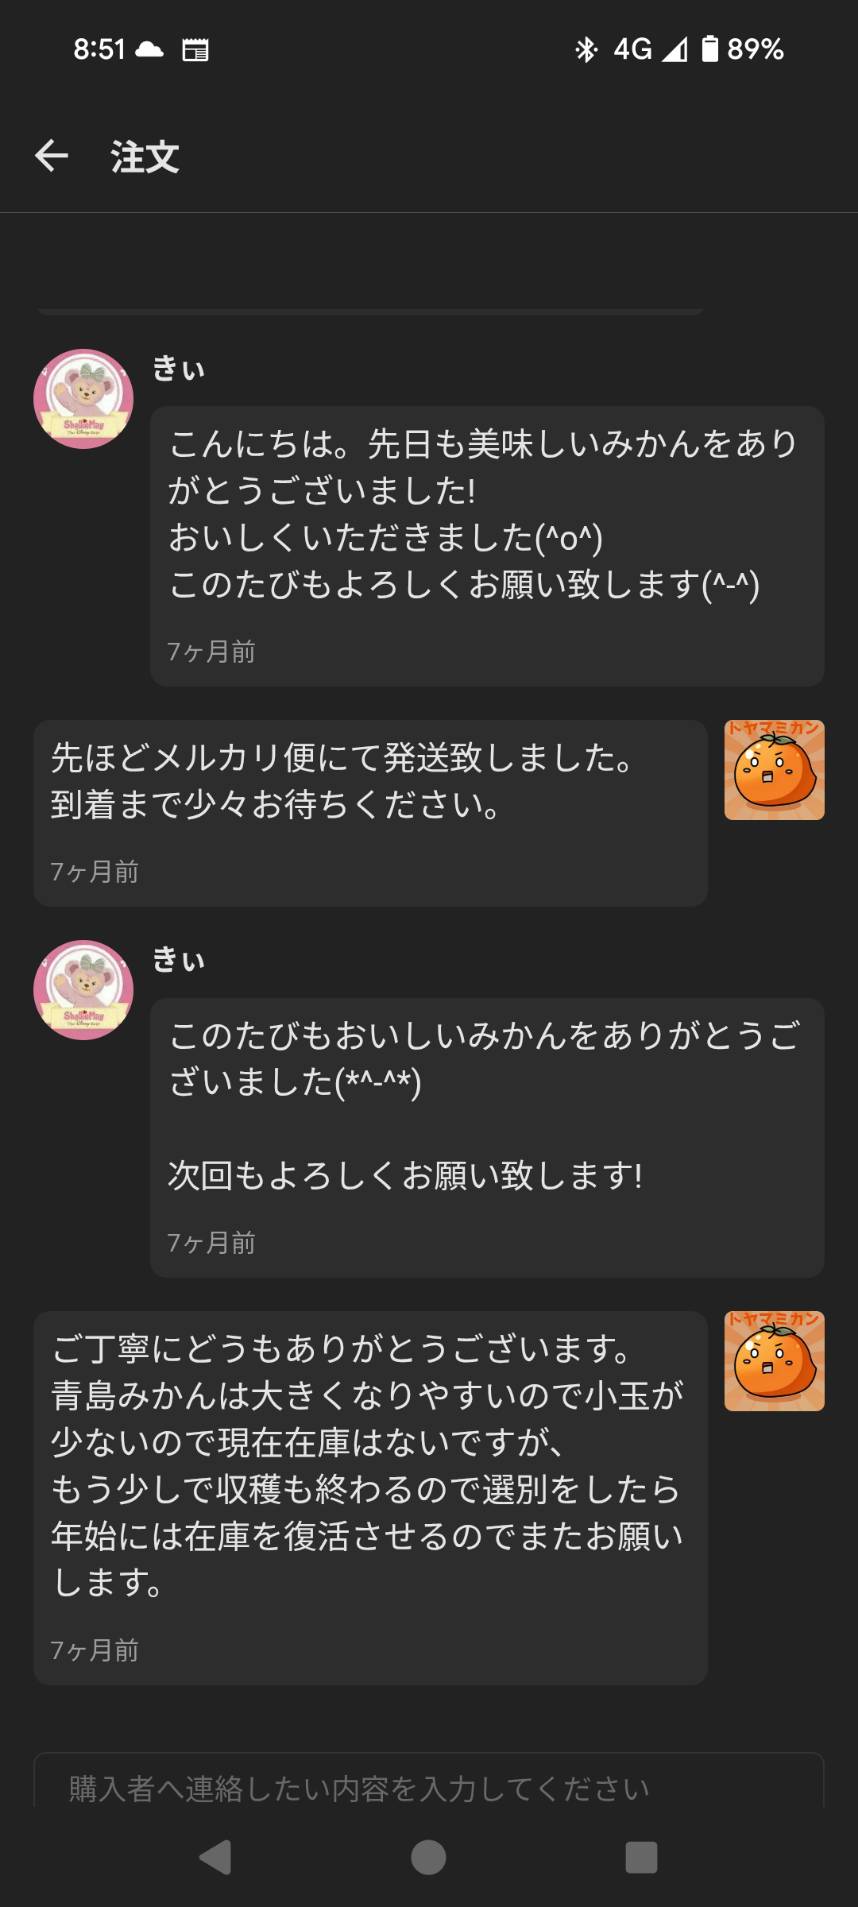 8:51
4G
89%
注文
きぃ
こんにちは。先日も美味しいみかんをあり
がとうございました!
おいしくいただきました(^o^)
このたびもよろしくお願い致します(^-^)
7ヶ月前
先ほどメルカリ便にて発送致しました。
到着まで少々お待ちください。
7ヶ月前
トヤマミカン
きぃ
このたびもおいしいみかんをありがとうご
ざいました(*^-^*)
次回もよろしくお願い致します!
7ヶ月前
ご丁寧にどうもありがとうございます。
青島みかんは大きくなりやすいので小玉が
少ないので現在在庫はないですが、
もう少しで収穫も終わるので選別をしたら
年始には在庫を復活させるのでまたお願い
します。
7ヶ月前
トヤマミカン
購入者へ連絡したい内容を入力してください